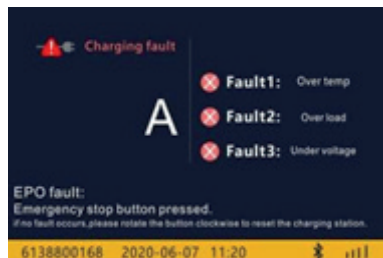 Charging fault
A
Fault1: Over temp
Fault2: Over load
Fault3: Under voltage
EPO fault:
Emergency stop button pressed.
if no fault occurs,please rotate the button clockwise to reset the charging station.
6138800168 2020-06-07 11:20